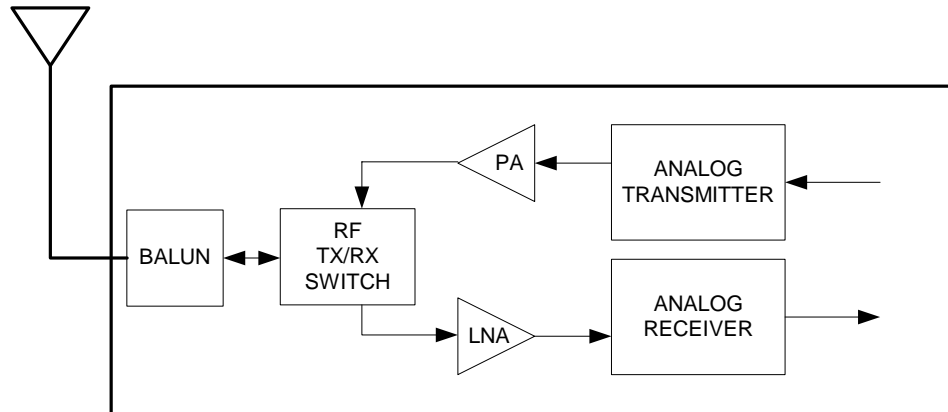 PA
ANALOG
TRANSMITTER
BALUN
RF
TX/RX
SWITCH
LNA
ANALOG
RECEIVER